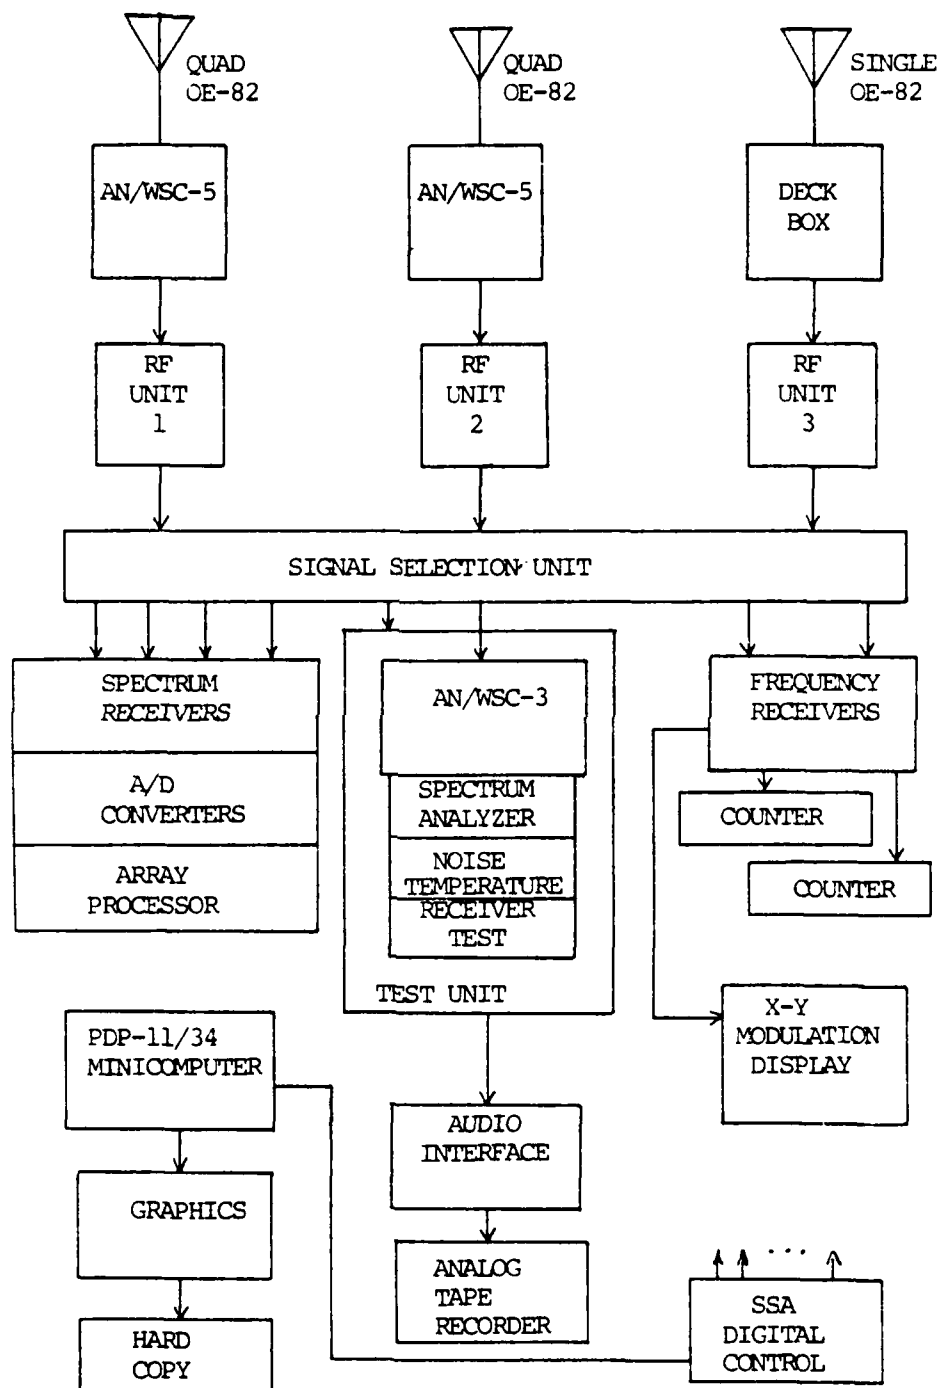 QUAD
OE-82
QUAD
OE-82
SINGLE
OE-82
AN/WSC-5
AN/WSC-5
DECK
BOX
RF
UNIT
1
RF
UNIT
2
RF
UNIT
3
SIGNAL SELECTION UNIT
SPECTRUM
RECEIVERS
A/D
CONVERTERS
ARRAY
PROCESSOR
AN/WSC-3
SPECTRUM
ANALYZER
NOISE
TEMPERATURE
RECEIVER
TEST
TEST UNIT
FREQUENCY
RECEIVERS
COUNTER
COUNTER
X-Y
MODULATION
DISPLAY
PDP-11/34
MINICOMPUTER
GRAPHICS
HARD
COPY
AUDIO
INTERFACE
ANALOG
TAPE
RECORDER
...
SSA
DIGITAL
CONTROL